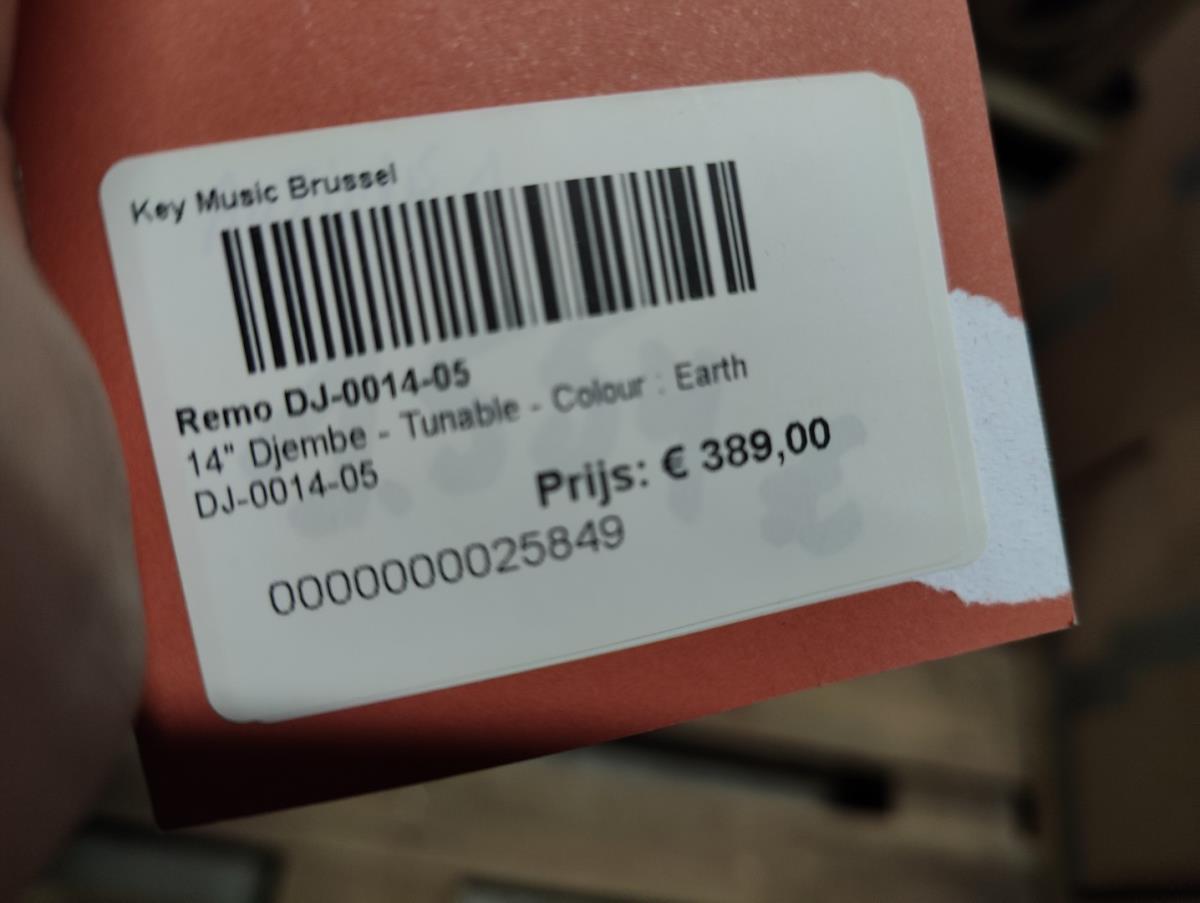 Key Music Brussel
Remo DJ-0014-05
14" Djembe - Tunable - Colour : Earth
DJ-0014-05
Prijs: € 389,00
0000000025849